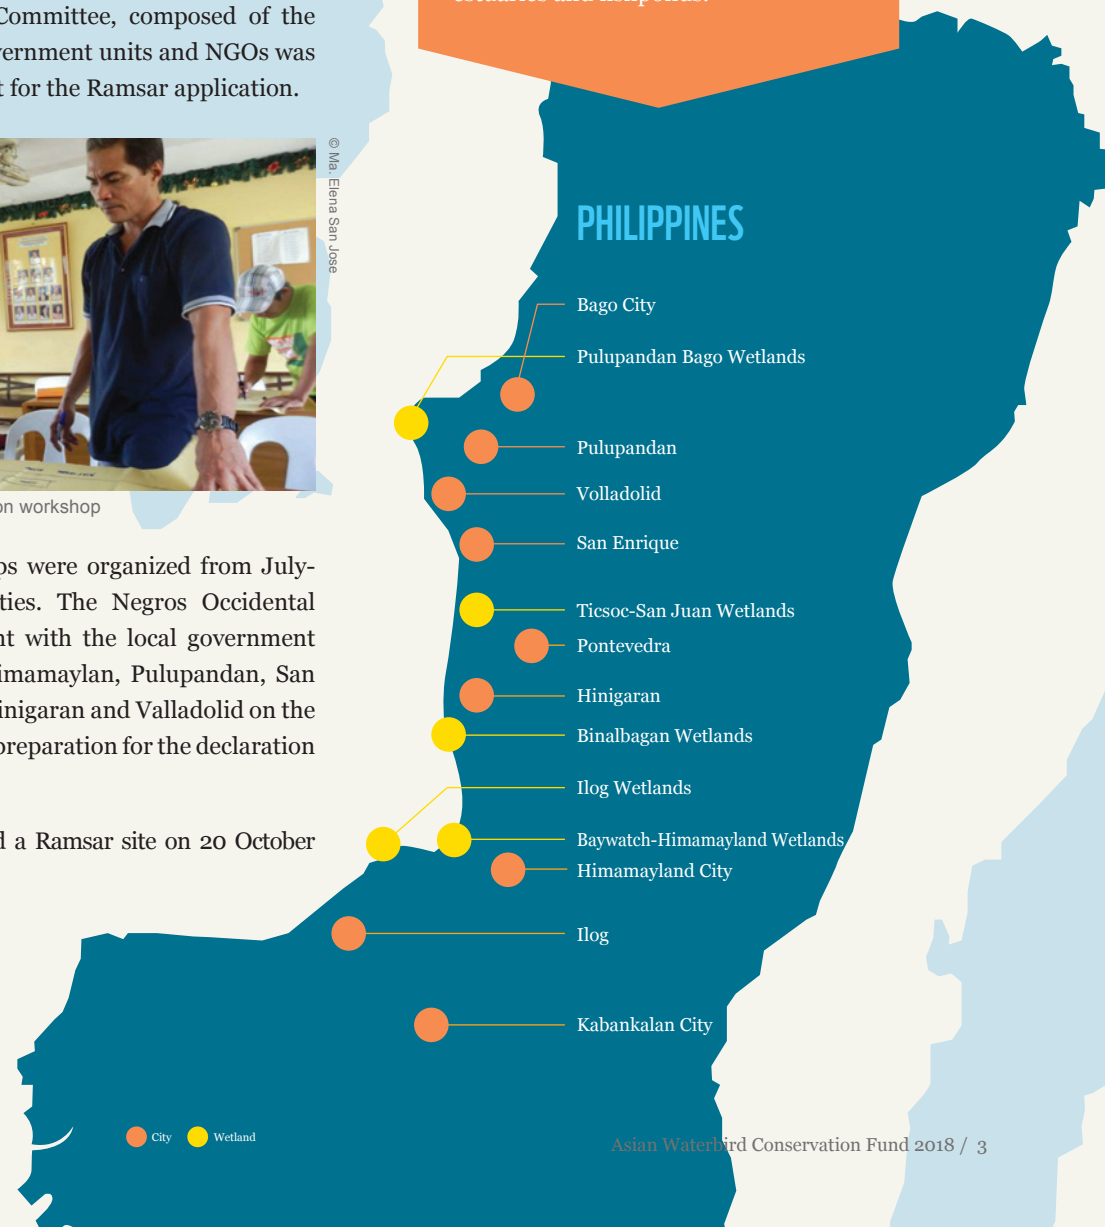 Committee, composed of the
vernment units and NGOs was
t for the Ramsar application.
© Ma. Elena San Jose
on workshop
ps were organized from July-
ties. The Negros Occidental
nt with the local government
imamaylan, Pulupandan, San
inigaran and Valladolid on the
preparation for the declaration
d a Ramsar site on 20 October
estuaries and fishponds.
PHILIPPINES
Bago City
Pulupandan Bago Wetlands
Pulupandan
Volladolid
San Enrique
Ticsoc-San Juan Wetlands
Pontevedra
Hinigaran
Binalbagan Wetlands
Ilog Wetlands
Baywatch-Himamayland Wetlands
Himamayland City
Ilog
Kabankalan City
City
Wetland
Asian Waterbird Conservation Fund 2018 / 3